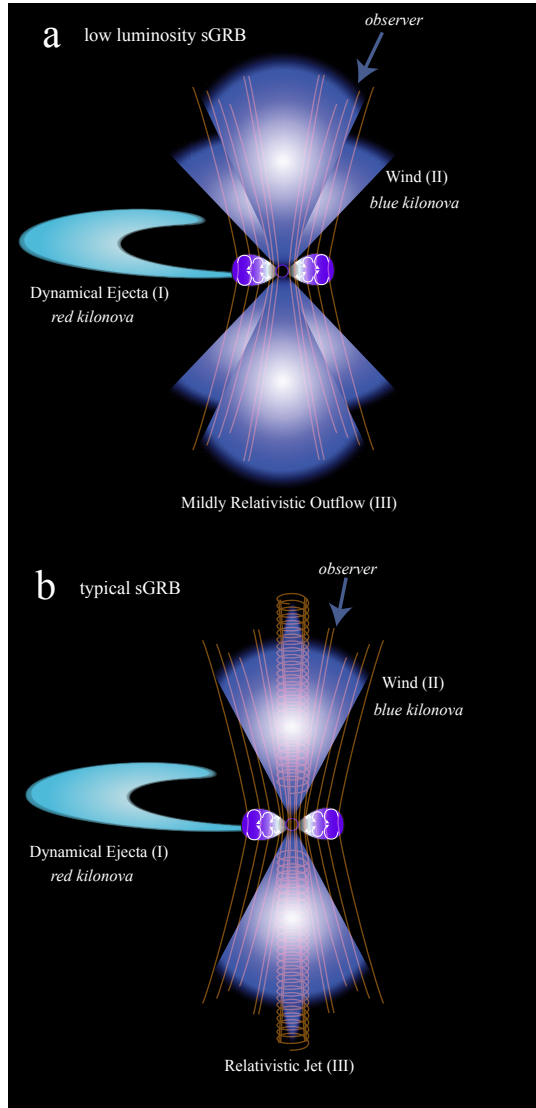 a low luminosity sGRB
observer
Wind (II)
blue kilonova
Dynamical Ejecta (I)
red kilonova
Mildly Relativistic Outflow (III)
b typical sGRB
observer
Wind (II)
blue kilonova
Dynamical Ejecta (I)
red kilonova
Relativistic Jet (III)